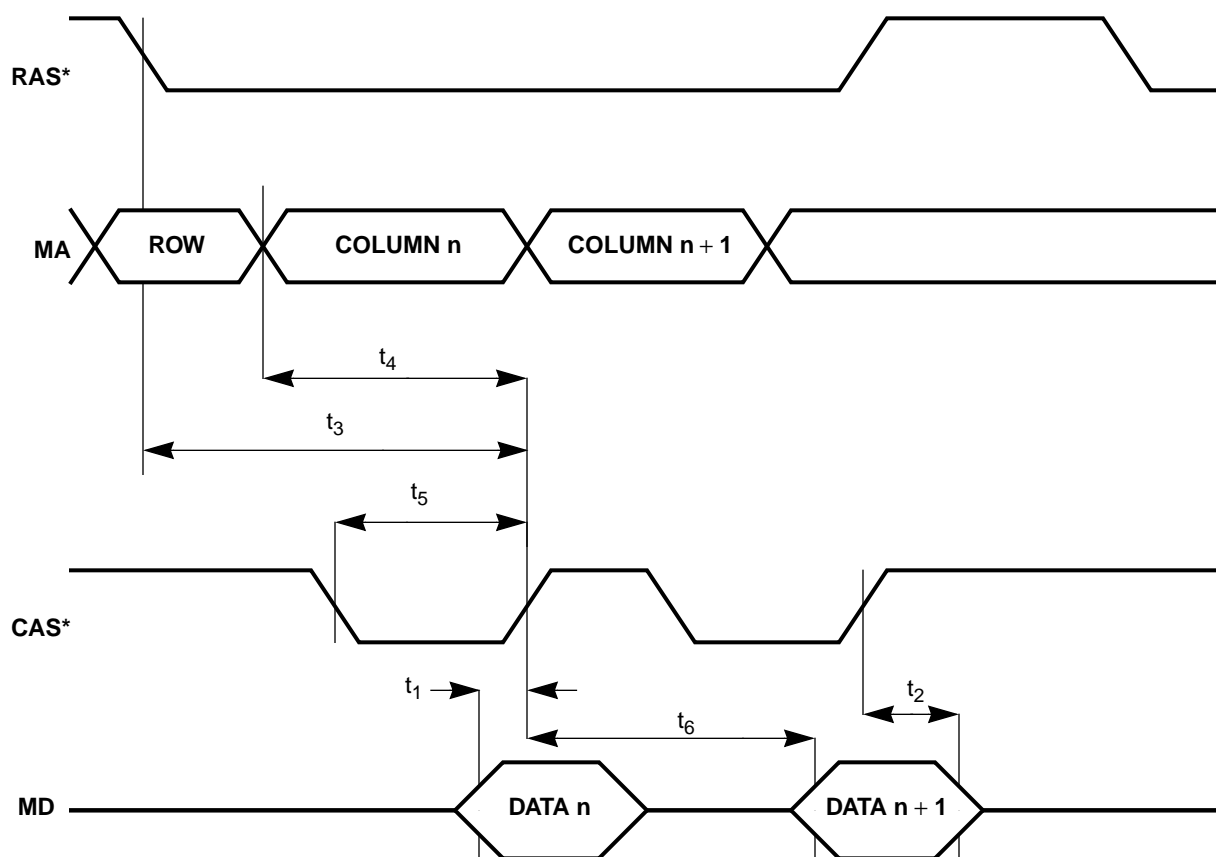 RAS*
MA ROW COLUMN n COLUMN n + 1
t4
t3
t5
CAS*
t1 t2
t6
MD DATA n DATA n + 1